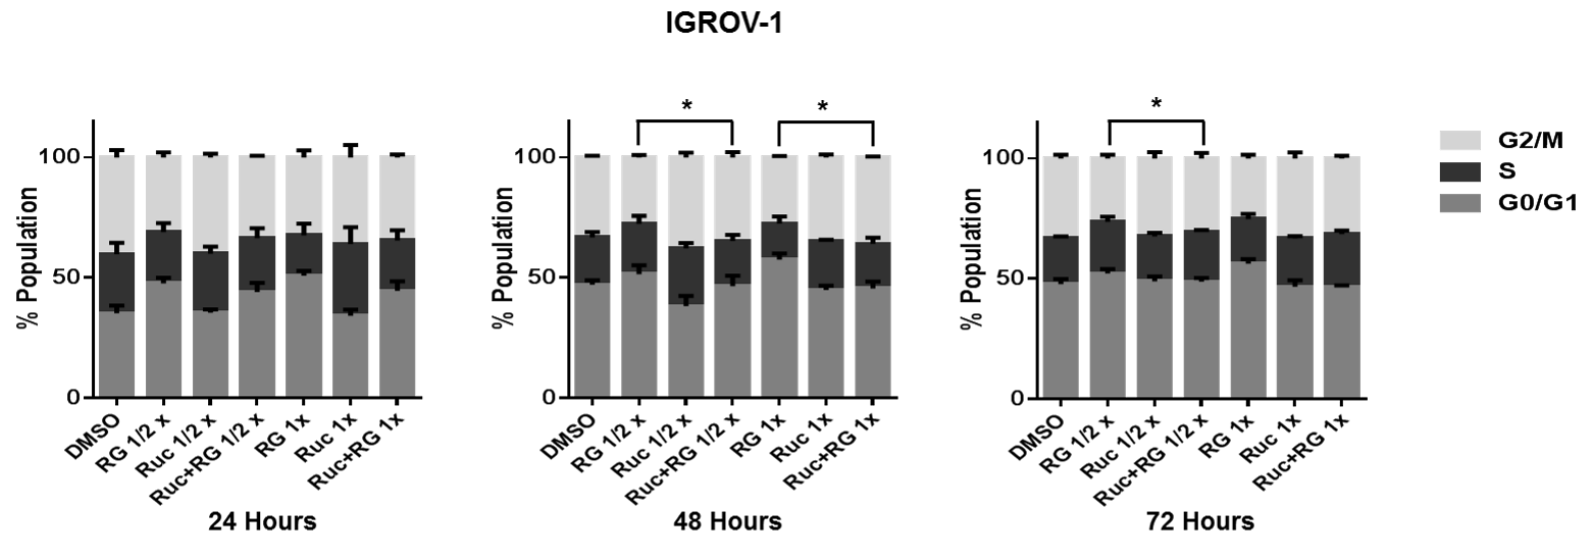 IGROV-1
% Population
100
50
0
DMSO
RG 1/2 x
Ruc 1/2 x
Ruc+RG 1/2 x
RG 1x
Ruc 1x
Ruc+RG 1x
24 Hours
* *
% Population
100
50
0
DMSO
RG 1/2 x
Ruc 1/2 x
Ruc+RG 1/2 x
RG 1x
Ruc 1x
Ruc+RG 1x
48 Hours
*
% Population
100
50
0
DMSO
RG 1/2 x
Ruc 1/2 x
Ruc+RG 1/2 x
RG 1x
Ruc 1x
Ruc+RG 1x
72 Hours
G2/M
S
G0/G1